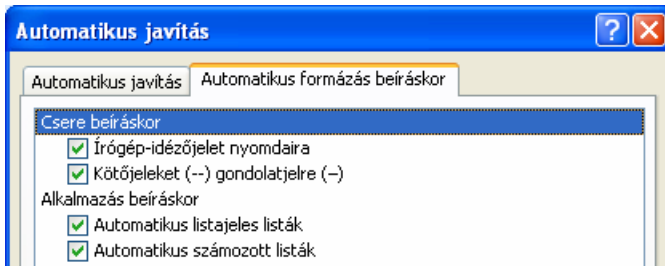 Automatikus javítás
Automatikus javítás Automatikus formázás beíráskor
Csere beíráskor
Írógép-idézőjelet nyomdaira
Kötőjeleket (--) gondolatjelre (–)
Alkalmazás beíráskor
Automatikus listajeles listák
Automatikus számozott listák